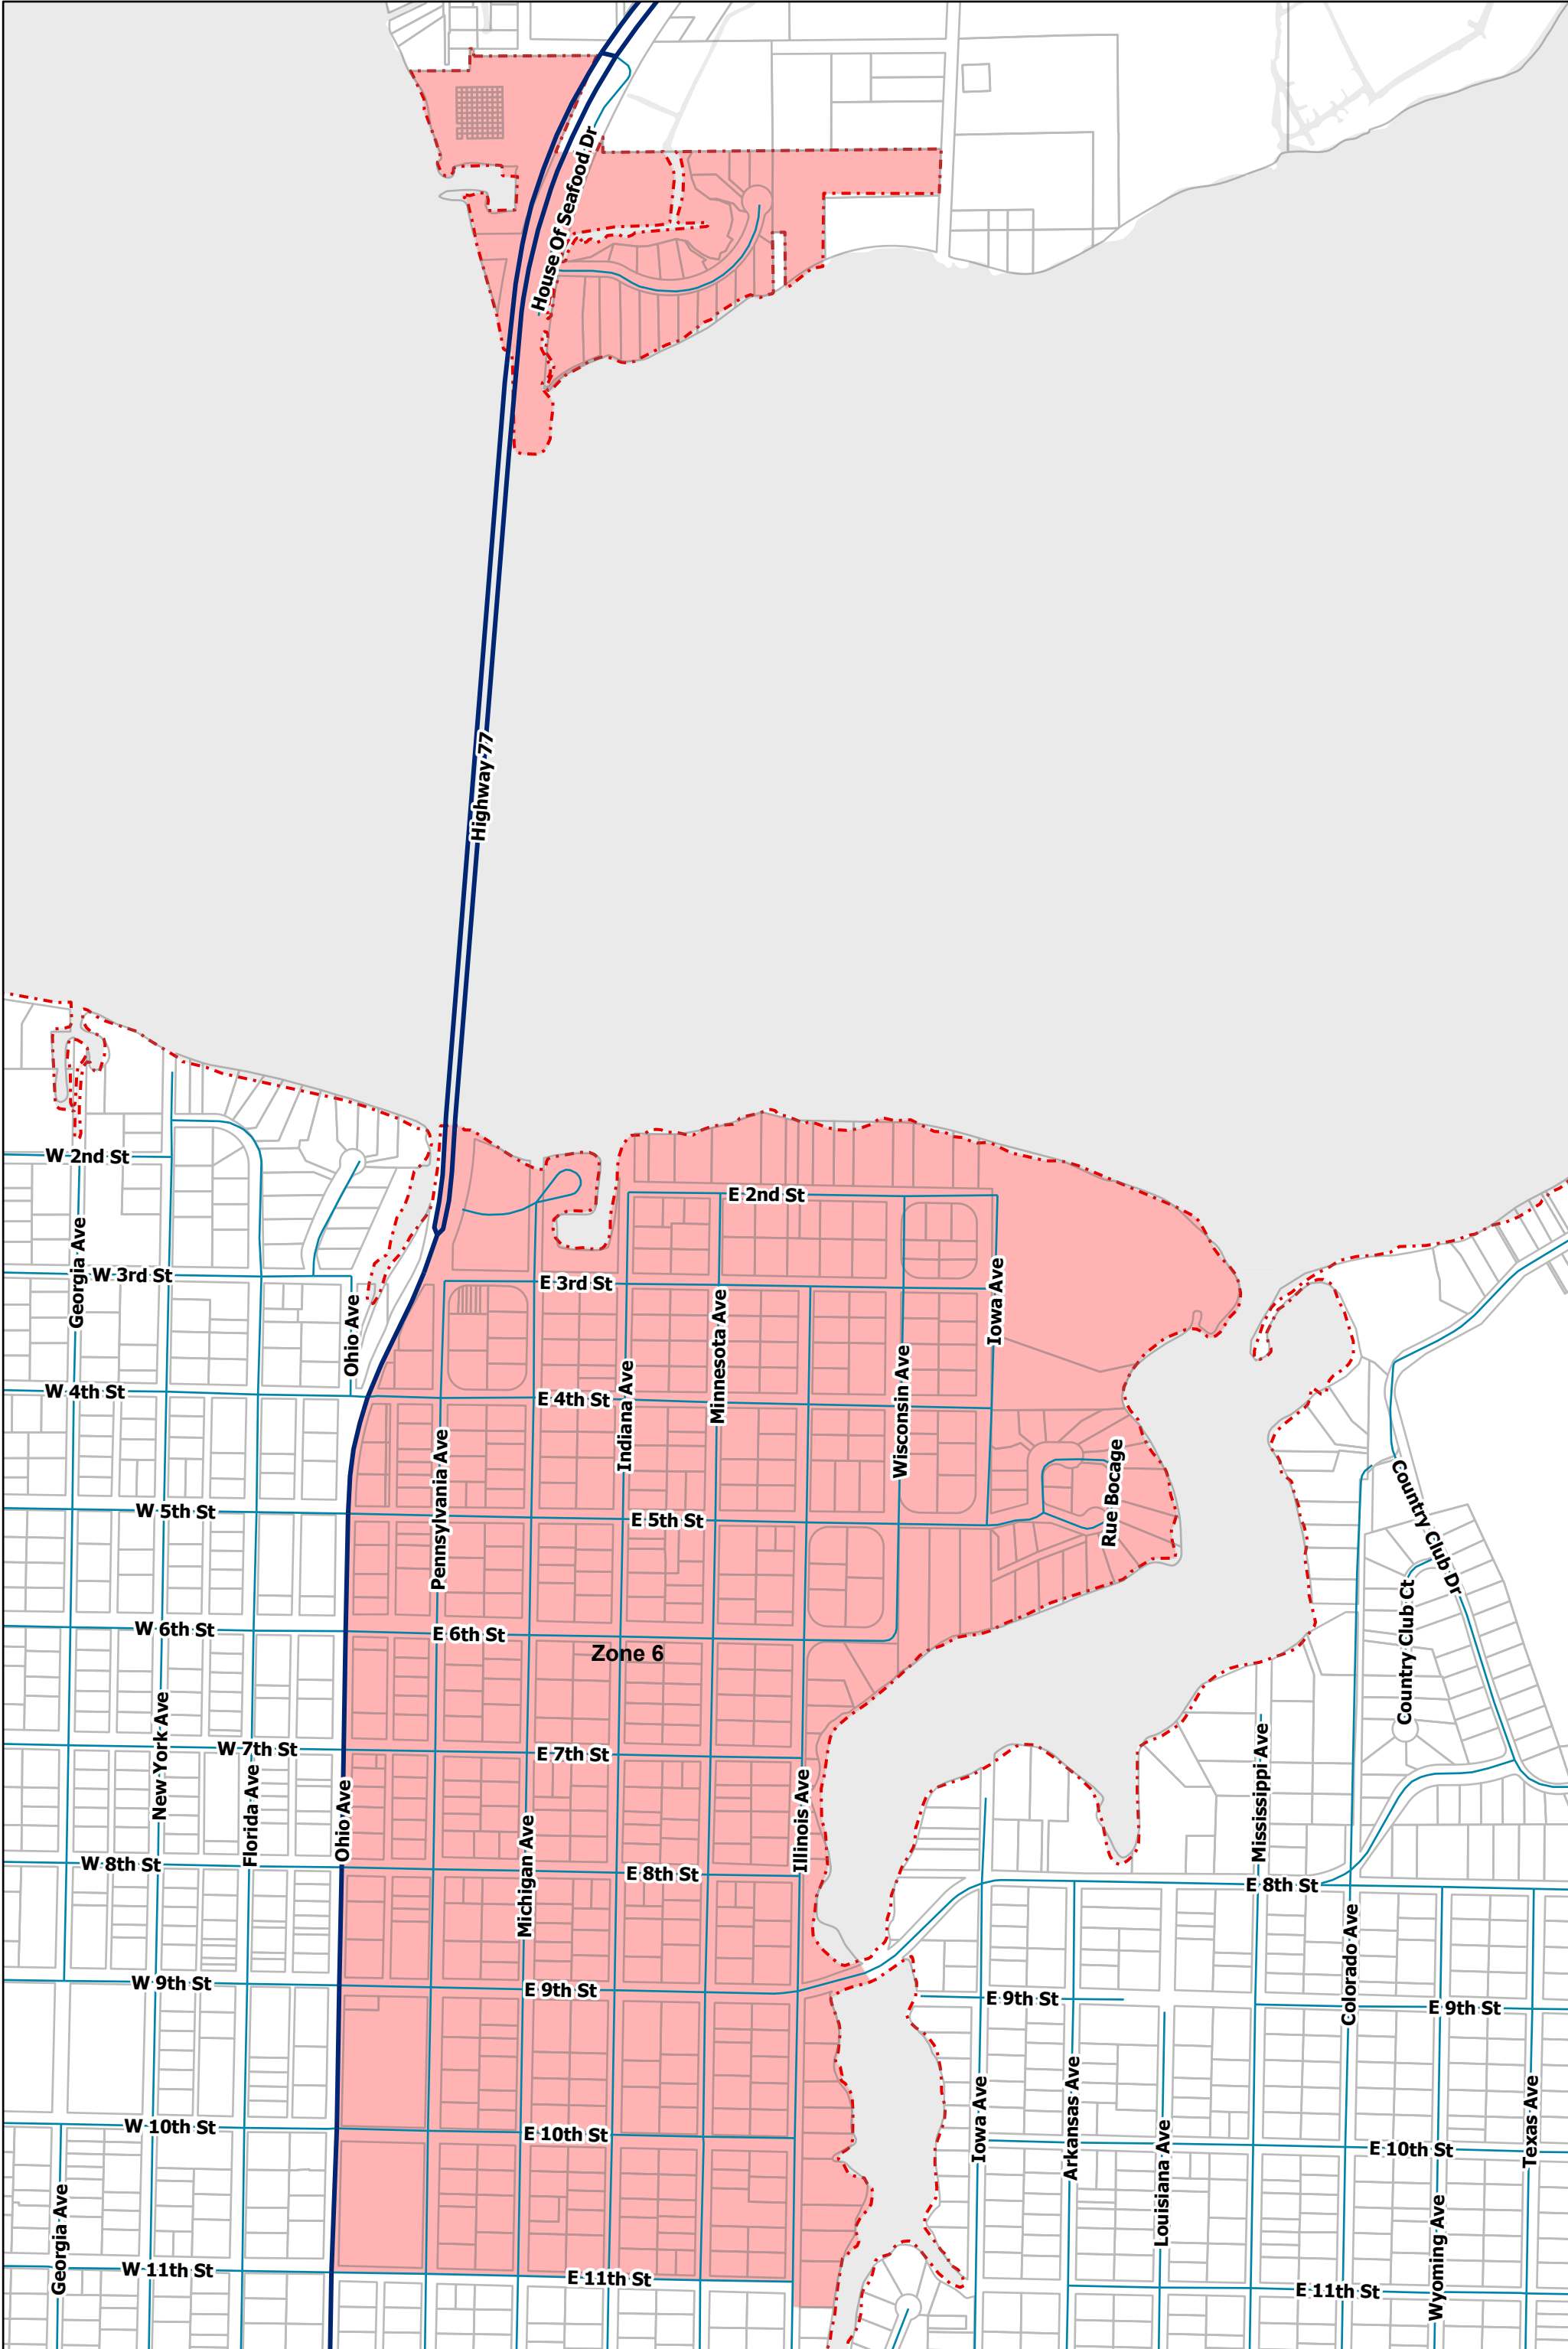 House Of Seafood Dr
Highway 77
W 2nd St
E 2nd St
Georgia Ave
W 3rd St
Ohio Ave
E 3rd St
Iowa Ave
Minnesota Ave
W 4th St
E 4th St
Indiana Ave
Wisconsin Ave
Pennsylvania Ave
Rue Bocage
Country Club Dr
W 5th St
E 5th St
Country Club Ct
W 6th St
E 6th St
Zone 6
New York Ave
W 7th St
E 7th St
Florida Ave
Ohio Ave
Illinois Ave
Mississippi Ave
Michigan Ave
W 8th St
E 8th St
E 8th St
Colorado Ave
W 9th St
E 9th St
E 9th St
E 9th St
Iowa Ave
Arkansas Ave
Louisiana Ave
Texas Ave
W 10th St
E 10th St
E 10th St
Georgia Ave
Wyoming Ave
W 11th St
E 11th St
E 11th St